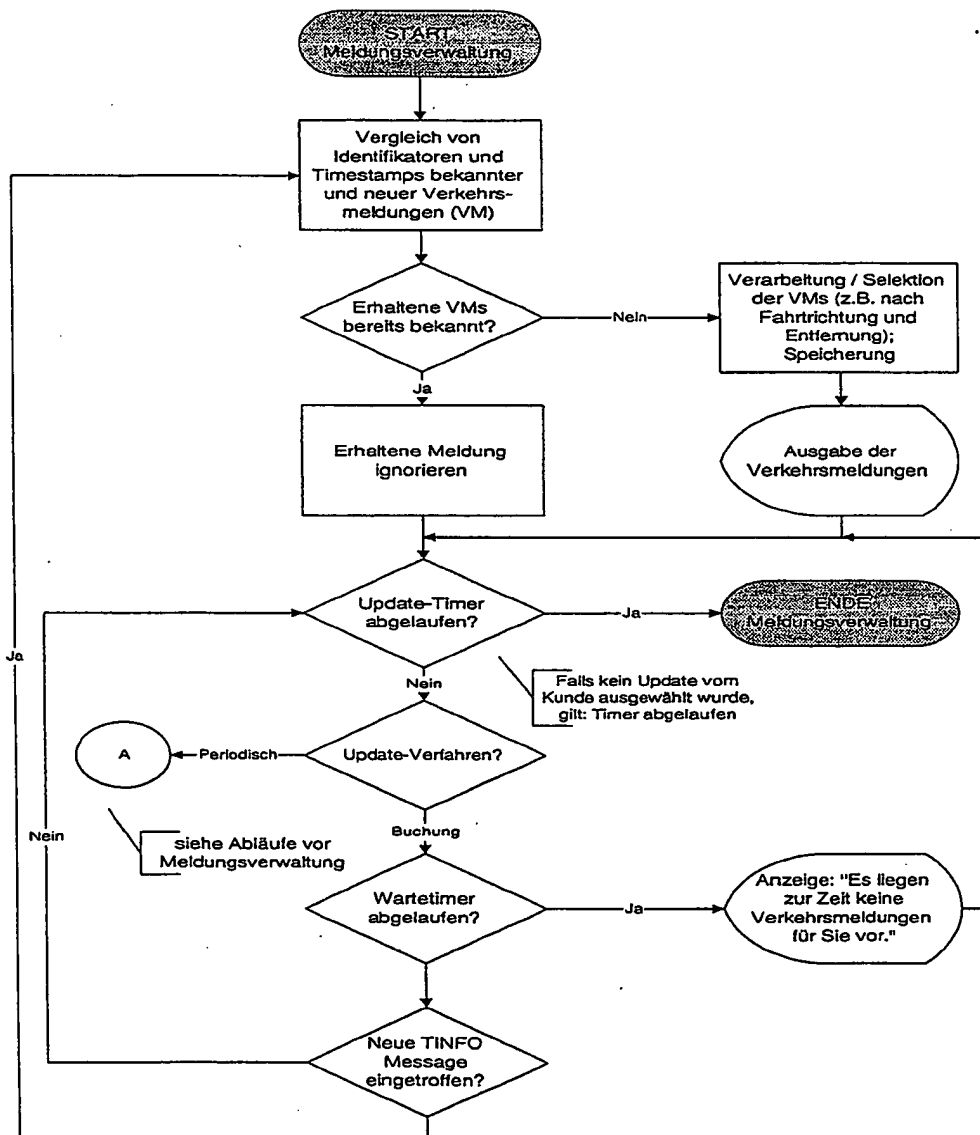 START
Meldungsverwaltung
Vergleich von
Identifikatoren und
Timestamps bekannter
und neuer Verkehrs-
meldungen (VM)
Erhaltene VMs
bereits bekannt?
Nein
Verarbeitung / Selektion
der VMs (z.B. nach
Fahrtrichtung und
Entfernung);
Speicherung
Ja
Erhaltene Meldung
ignorieren
Ausgabe der
Verkehrsmeldungen
Update-Timer
abgelaufen?
Ja
ENDE
Meldungsverwaltung
Ja
Nein
Falls kein Update vom
Kunde ausgewählt wurde,
gilt: Timer abgelaufen
A
Periodisch
Update-Verfahren?
Nein
siehe Abläufe vor
Meldungsverwaltung
Buchung
Wartetimer
abgelaufen?
Ja
Anzeige: "Es liegen
zur Zeit keine
Verkehrsmeldungen
für Sie vor."
Neue TINFO
Message
eingetroffen?